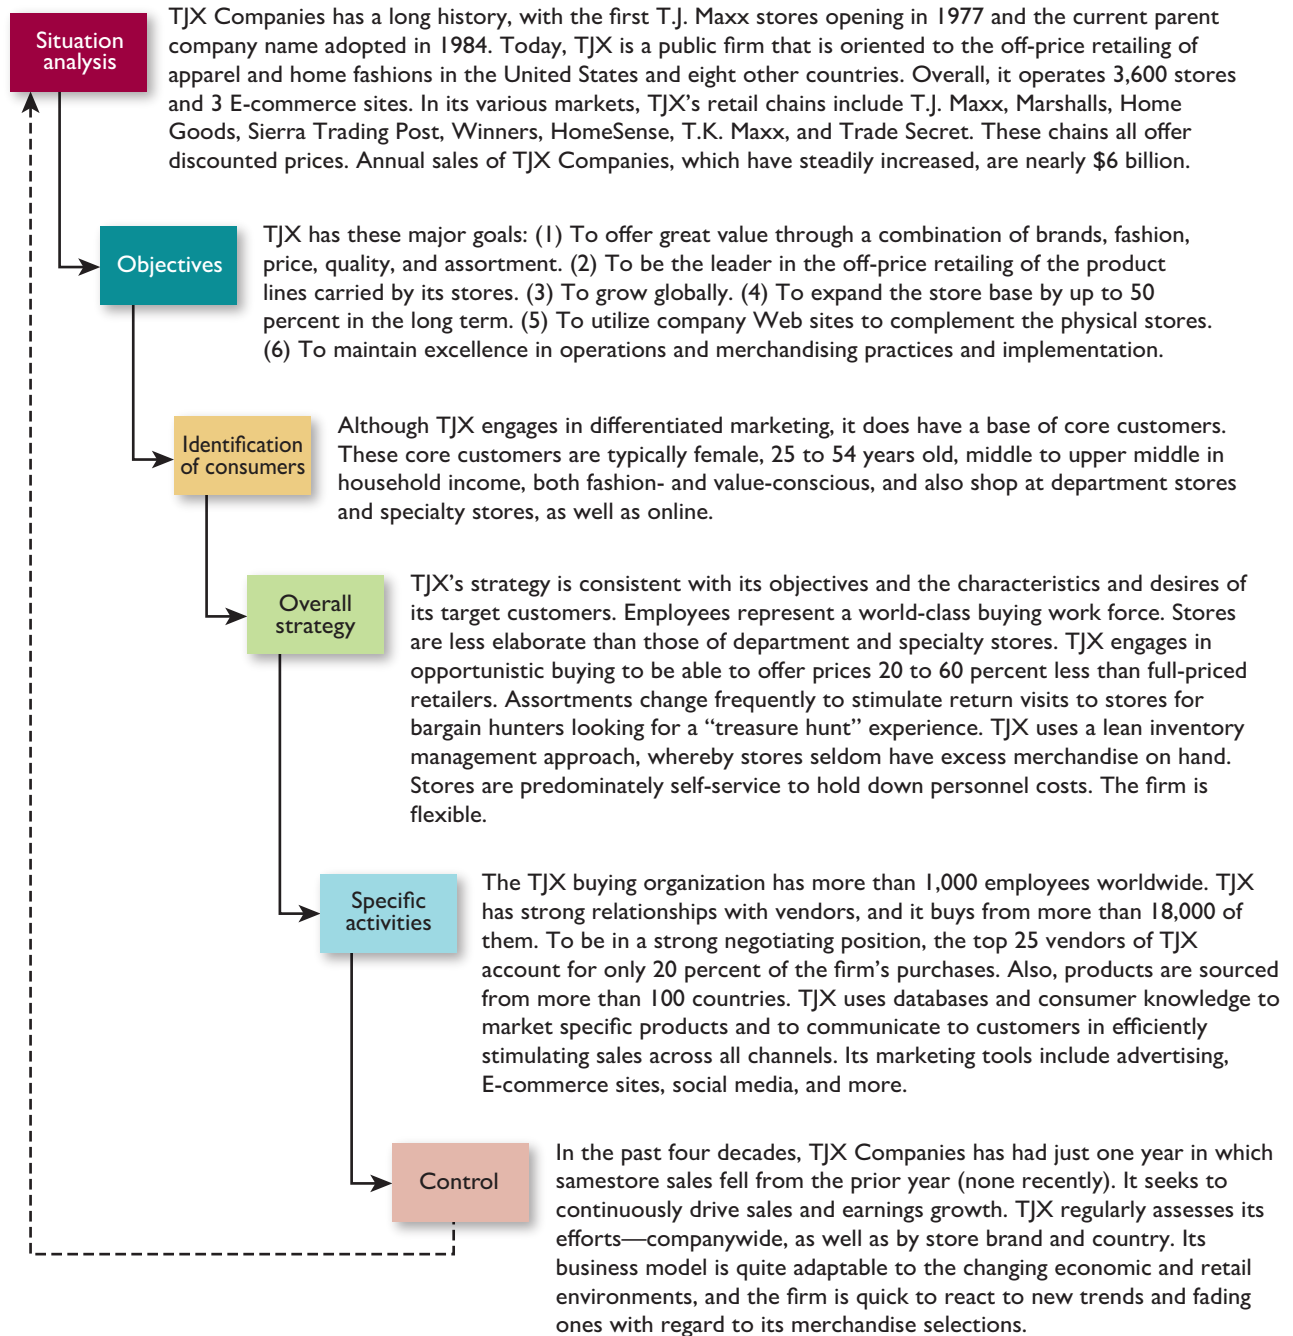 Situation
analysis
TJX Companies has a long history, with the first T.J. Maxx stores opening in 1977 and the current parent
company name adopted in 1984. Today, TJX is a public firm that is oriented to the off-price retailing of
apparel and home fashions in the United States and eight other countries. Overall, it operates 3,600 stores
and 3 E-commerce sites. In its various markets, TJX’s retail chains include T.J. Maxx, Marshalls, Home
Goods, Sierra Trading Post, Winners, HomeSense, T.K. Maxx, and Trade Secret. These chains all offer
discounted prices. Annual sales of TJX Companies, which have steadily increased, are nearly $6 billion.
Objectives
TJX has these major goals: (1) To offer great value through a combination of brands, fashion,
price, quality, and assortment. (2) To be the leader in the off-price retailing of the product
lines carried by its stores. (3) To grow globally. (4) To expand the store base by up to 50
percent in the long term. (5) To utilize company Web sites to complement the physical stores.
(6) To maintain excellence in operations and merchandising practices and implementation.
Identification
of consumers
Although TJX engages in differentiated marketing, it does have a base of core customers.
These core customers are typically female, 25 to 54 years old, middle to upper middle in
household income, both fashion- and value-conscious, and also shop at department stores
and specialty stores, as well as online.
Overall
strategy
TJX’s strategy is consistent with its objectives and the characteristics and desires of
its target customers. Employees represent a world-class buying work force. Stores
are less elaborate than those of department and specialty stores. TJX engages in
opportunistic buying to be able to offer prices 20 to 60 percent less than full-priced
retailers. Assortments change frequently to stimulate return visits to stores for
bargain hunters looking for a “treasure hunt” experience. TJX uses a lean inventory
management approach, whereby stores seldom have excess merchandise on hand.
Stores are predominately self-service to hold down personnel costs. The firm is
flexible.
Specific
activities
The TJX buying organization has more than 1,000 employees worldwide. TJX
has strong relationships with vendors, and it buys from more than 18,000 of
them. To be in a strong negotiating position, the top 25 vendors of TJX
account for only 20 percent of the firm’s purchases. Also, products are sourced
from more than 100 countries. TJX uses databases and consumer knowledge to
market specific products and to communicate to customers in efficiently
stimulating sales across all channels. Its marketing tools include advertising,
E-commerce sites, social media, and more.
Control
In the past four decades, TJX Companies has had just one year in which
samestore sales fell from the prior year (none recently). It seeks to
continuously drive sales and earnings growth. TJX regularly assesses its
efforts—companywide, as well as by store brand and country. Its
business model is quite adaptable to the changing economic and retail
environments, and the firm is quick to react to new trends and fading
ones with regard to its merchandise selections.